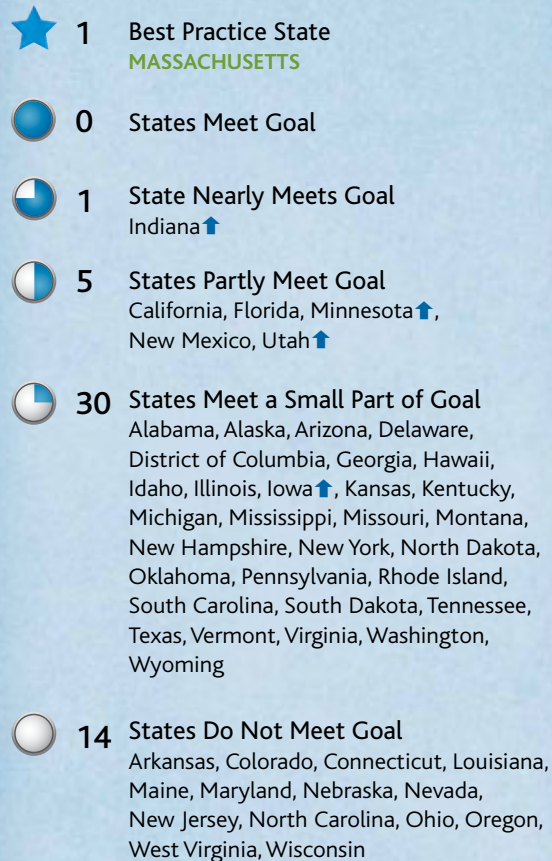 1 Best Practice State
MASSACHUSETTS
0 States Meet Goal
1 State Nearly Meets Goal
Indiana⬆
5 States Partly Meet Goal
California, Florida, Minnesota⬆,
New Mexico, Utah⬆
30 States Meet a Small Part of Goal
Alabama, Alaska, Arizona, Delaware,
District of Columbia, Georgia, Hawaii,
Idaho, Illinois, Iowa⬆, Kansas, Kentucky,
Michigan, Mississippi, Missouri, Montana,
New Hampshire, New York, North Dakota,
Oklahoma, Pennsylvania, Rhode Island,
South Carolina, South Dakota, Tennessee,
Texas, Vermont, Virginia, Washington,
Wyoming
14 States Do Not Meet Goal
Arkansas, Colorado, Connecticut, Louisiana,
Maine, Maryland, Nebraska, Nevada,
New Jersey, North Carolina, Ohio, Oregon,
West Virginia, Wisconsin